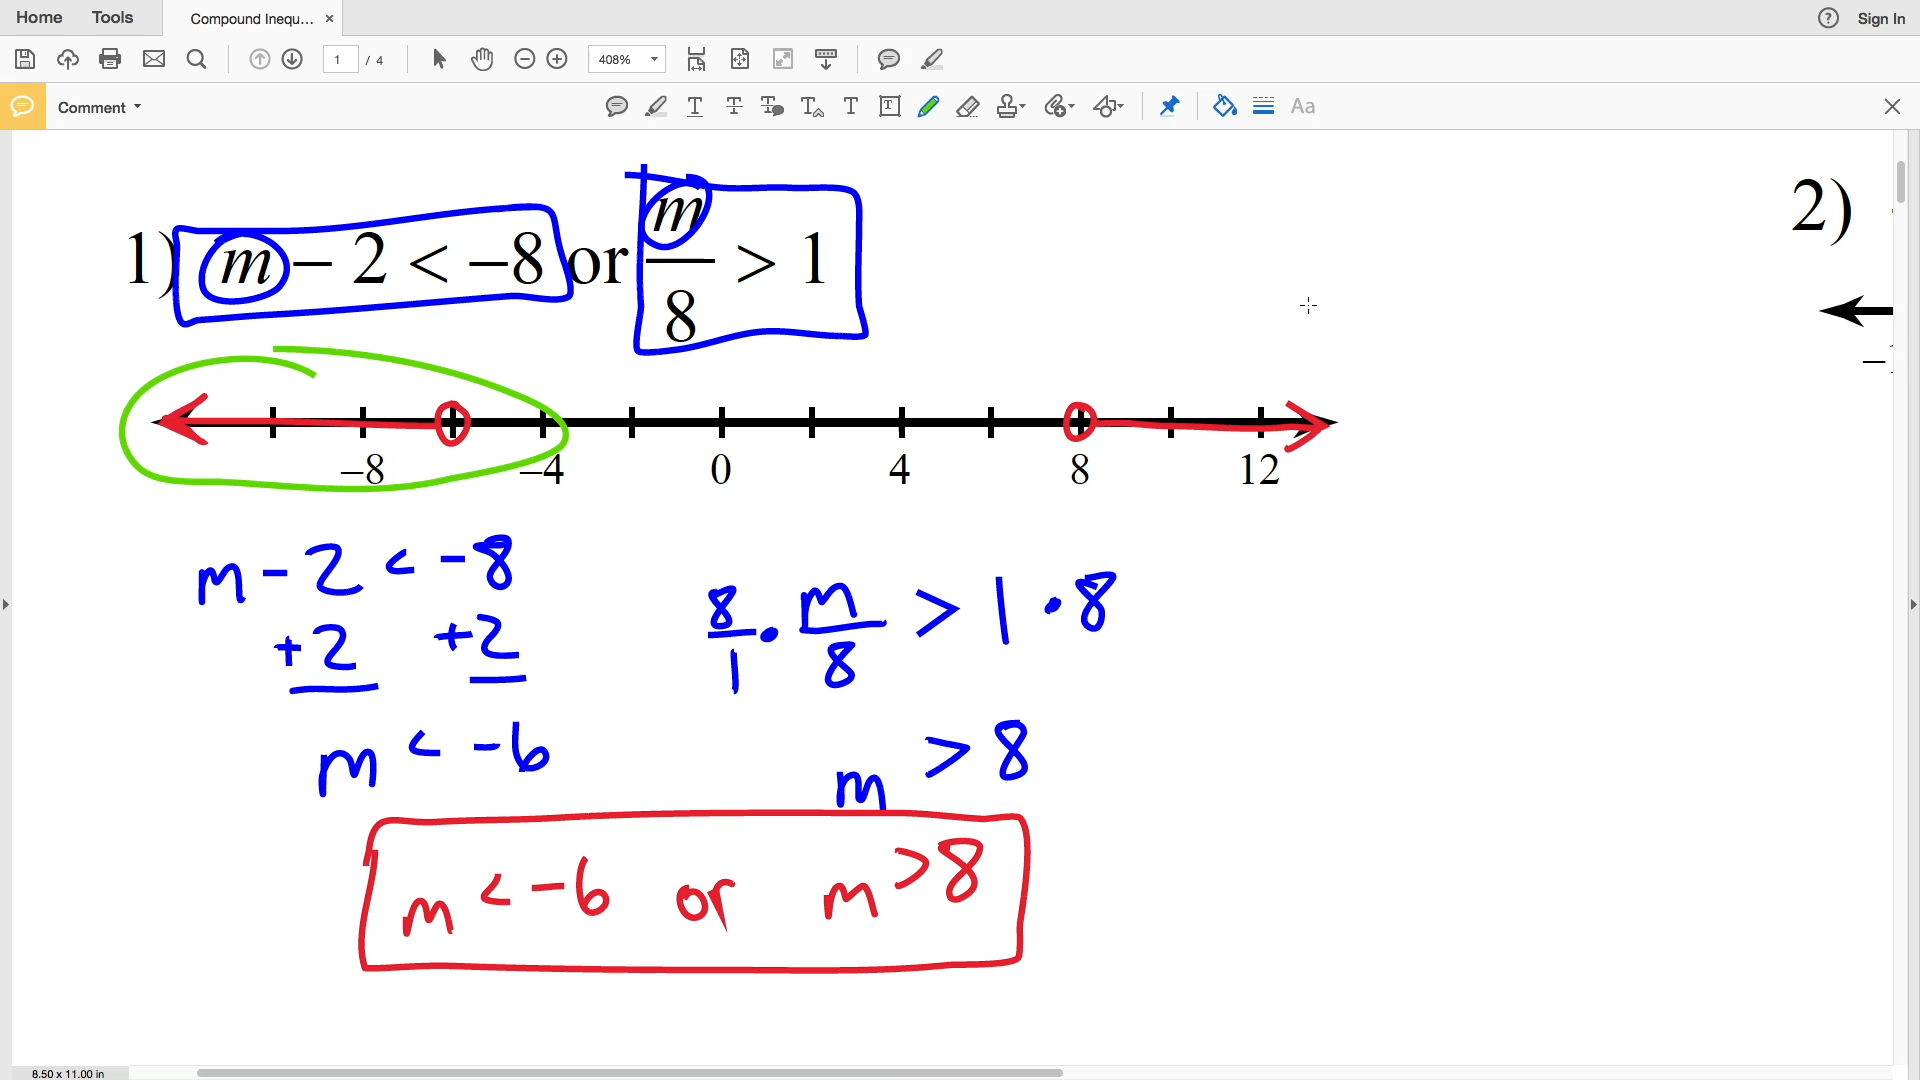 Home Tools Compound Inequ... × ? Sign In
1 / 4 408%
Comment T T T T T T Aa
1) m − 2 < −8 or m/8 > 1 2)
−8 −4 0 4 8 12
m - 2 < -8
+2 +2
8/1 · m/8 > 1 · 8
m < -6
m > 8
m < -6 or m > 8
8.50 x 11.00 in